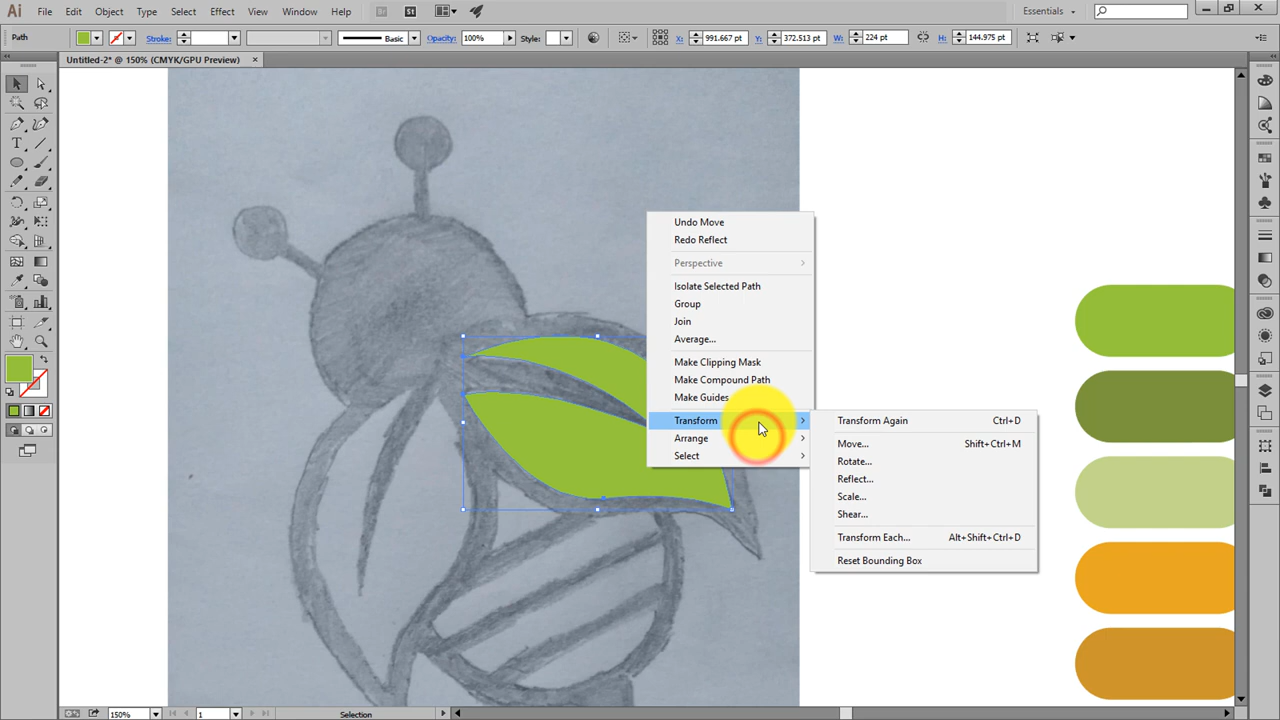 Ai File Edit Object Type Select Effect View Window Help Br St Essentials
Path Stroke: Basic Opacity: 100% Style: X: 991.667 pt Y: 372.513 pt W: 224 pt H: 144.975 pt
Untitled-2* @ 150% (CMYK/GPU Preview) ×
Undo Move
Redo Reflect
Perspective
Isolate Selected Path
Group
Join
Average...
Make Clipping Mask
Make Compound Path
Make Guides
Transform
Arrange
Select
Transform Again Ctrl+D
Move... Shift+Ctrl+M
Rotate...
Reflect...
Scale...
Shear...
Transform Each... Alt+Shift+Ctrl+D
Reset Bounding Box
150% 1 Selection